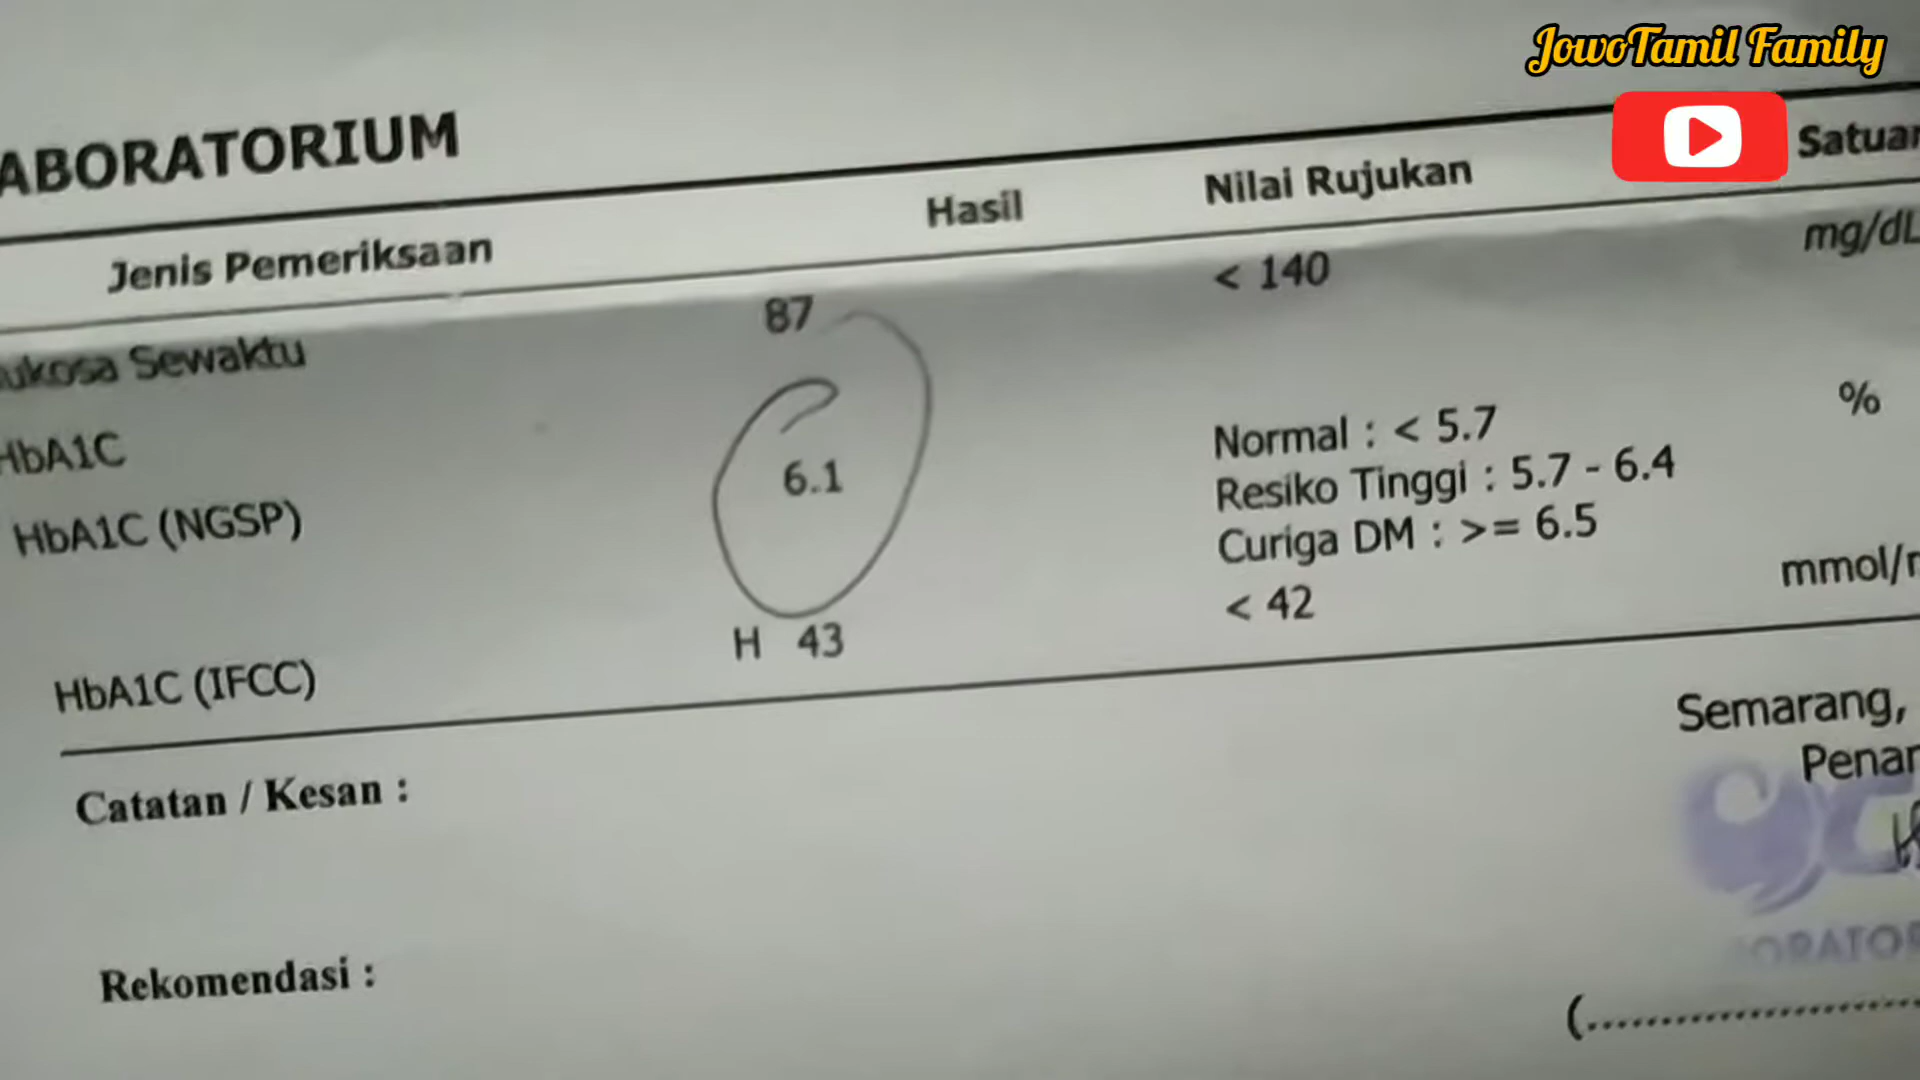 JowoTamil Family
ABORATORIUM
Jenis Pemeriksaan Hasil Nilai Rujukan Satuan
ukosa Sewaktu 87 < 140 mg/dL
HbA1C
HbA1C (NGSP) 6.1 Normal : < 5.7 %
Resiko Tinggi : 5.7 - 6.4
Curiga DM : >= 6.5
HbA1C (IFCC) H 43 < 42 mmol/
Semarang,
Catatan / Kesan :
Rekomendasi :
(....................